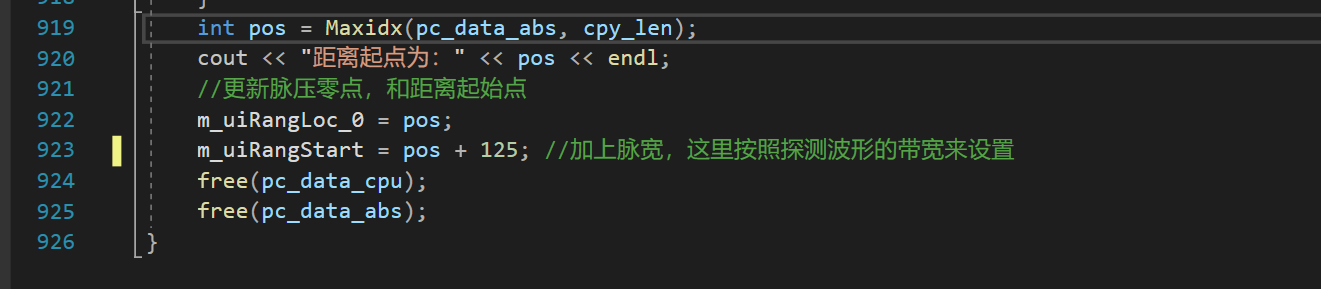 919 int pos = Maxidx(pc_data_abs, cpy_len);
920 cout << "距离起点为：" << pos << endl;
921 //更新脉压零点，和距离起始点
922 m_uiRangLoc_0 = pos;
923 m_uiRangStart = pos + 125; //加上脉宽，这里按照探测波形的带宽来设置
924 free(pc_data_cpu);
925 free(pc_data_abs);
926 }